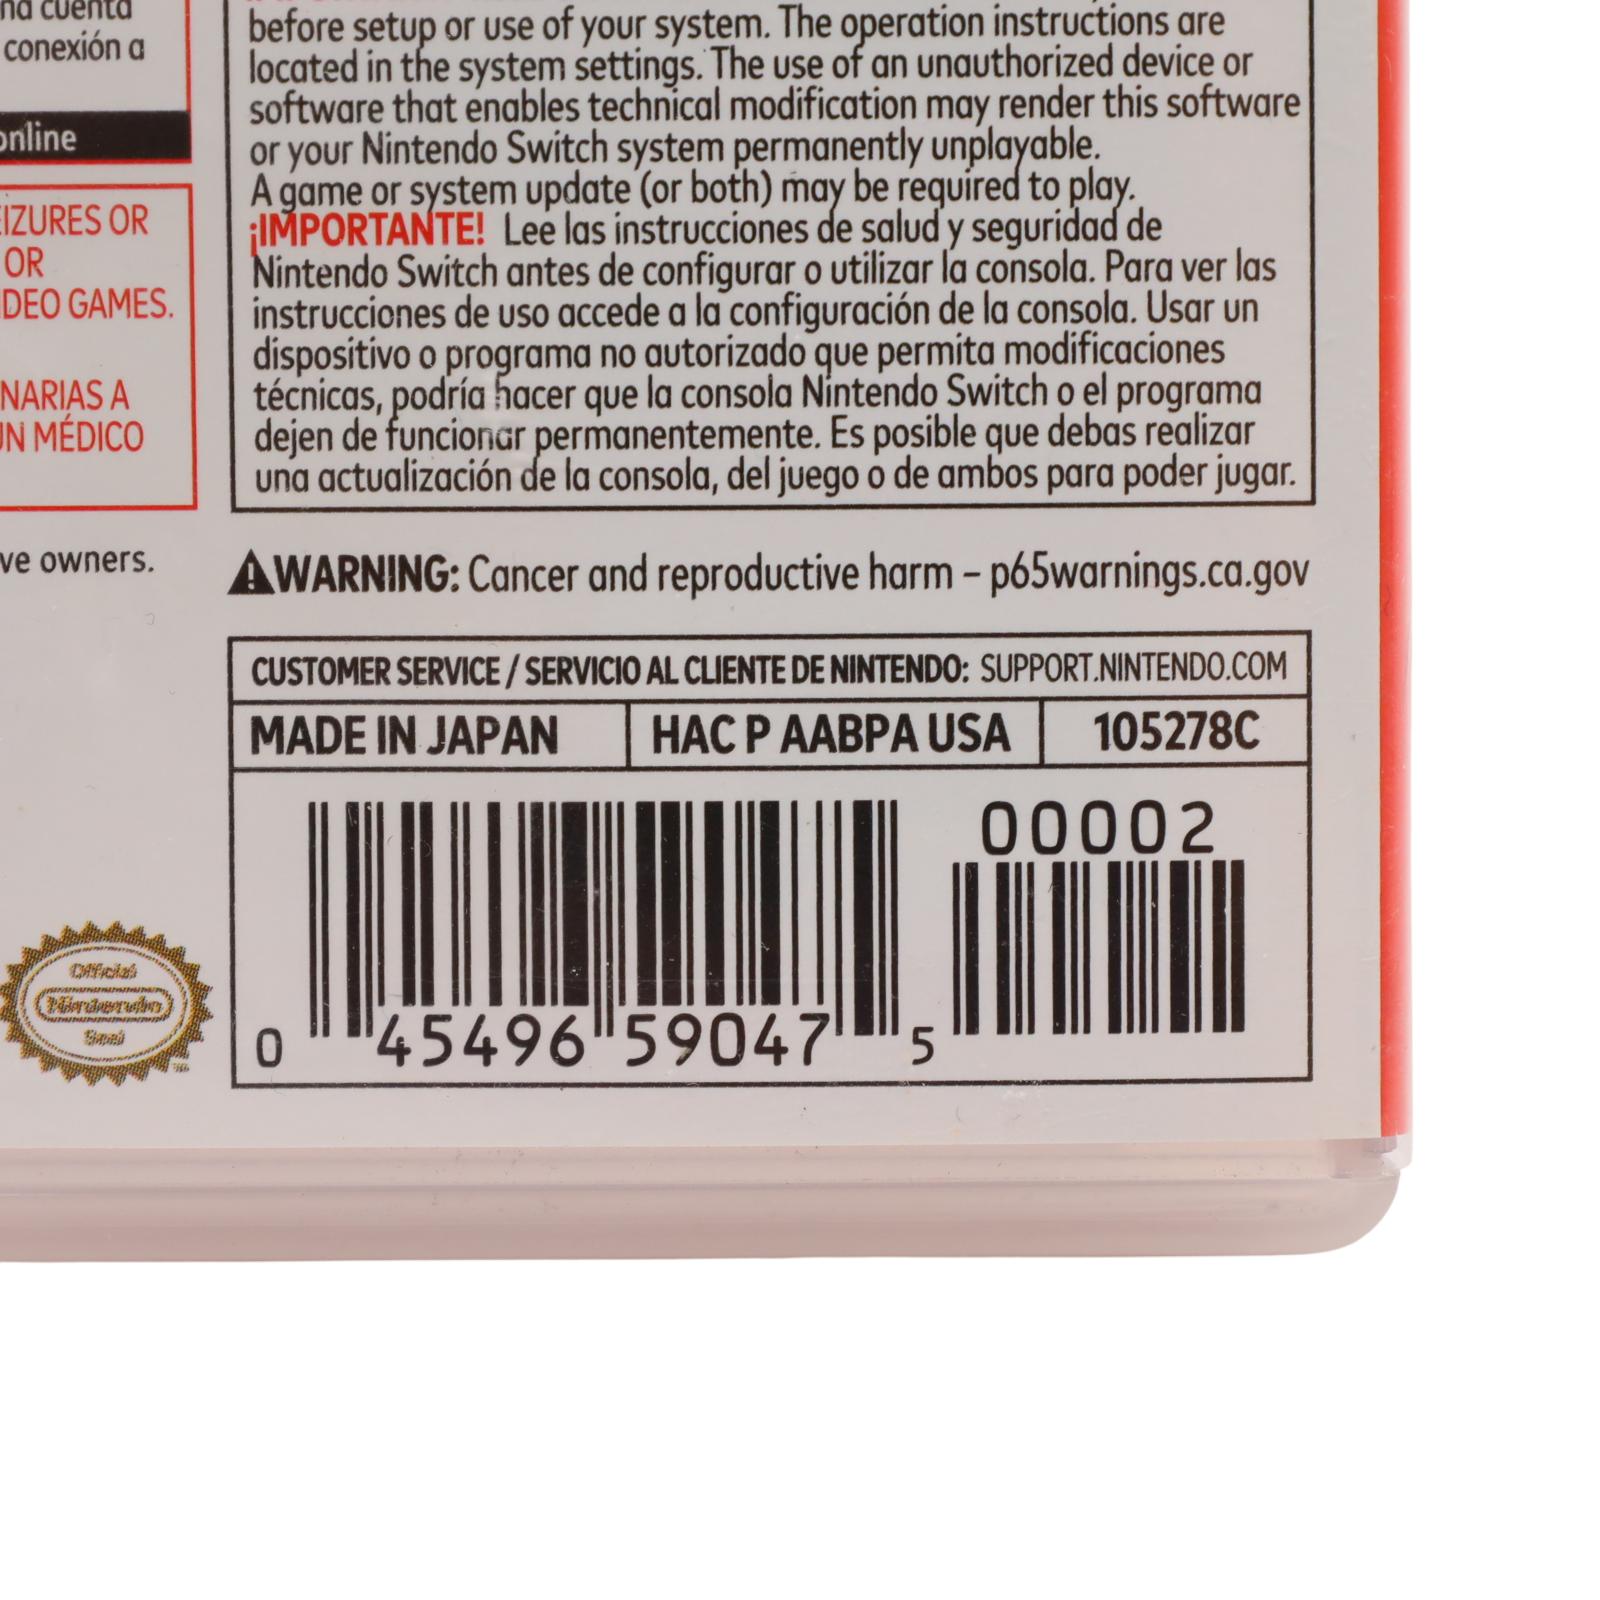 na cuenta
conexión a
online
EIZURES OR
OR
IDEO GAMES.
NARIAS A
UN MÉDICO
ve owners.
before setup or use of your system. The operation instructions are
located in the system settings. The use of an unauthorized device or
software that enables technical modification may render this software
or your Nintendo Switch system permanently unplayable.
A game or system update (or both) may be required to play.
¡IMPORTANTE! Lee las instrucciones de salud y seguridad de
Nintendo Switch antes de configurar o utilizar la consola. Para ver las
instrucciones de uso accede a la configuración de la consola. Usar un
dispositivo o programa no autorizado que permita modificaciones
técnicas, podría hacer que la consola Nintendo Switch o el programa
dejen de funcionar permanentemente. Es posible que debas realizar
una actualización de la consola, del juego o de ambos para poder jugar.
WARNING: Cancer and reproductive harm – p65warnings.ca.gov
CUSTOMER SERVICE / SERVICIO AL CLIENTE DE NINTENDO: SUPPORT.NINTENDO.COM
MADE IN JAPAN HAC P AABPA USA 105278C
00002
0 45496 59047 5
Official
Nintendo
Seal